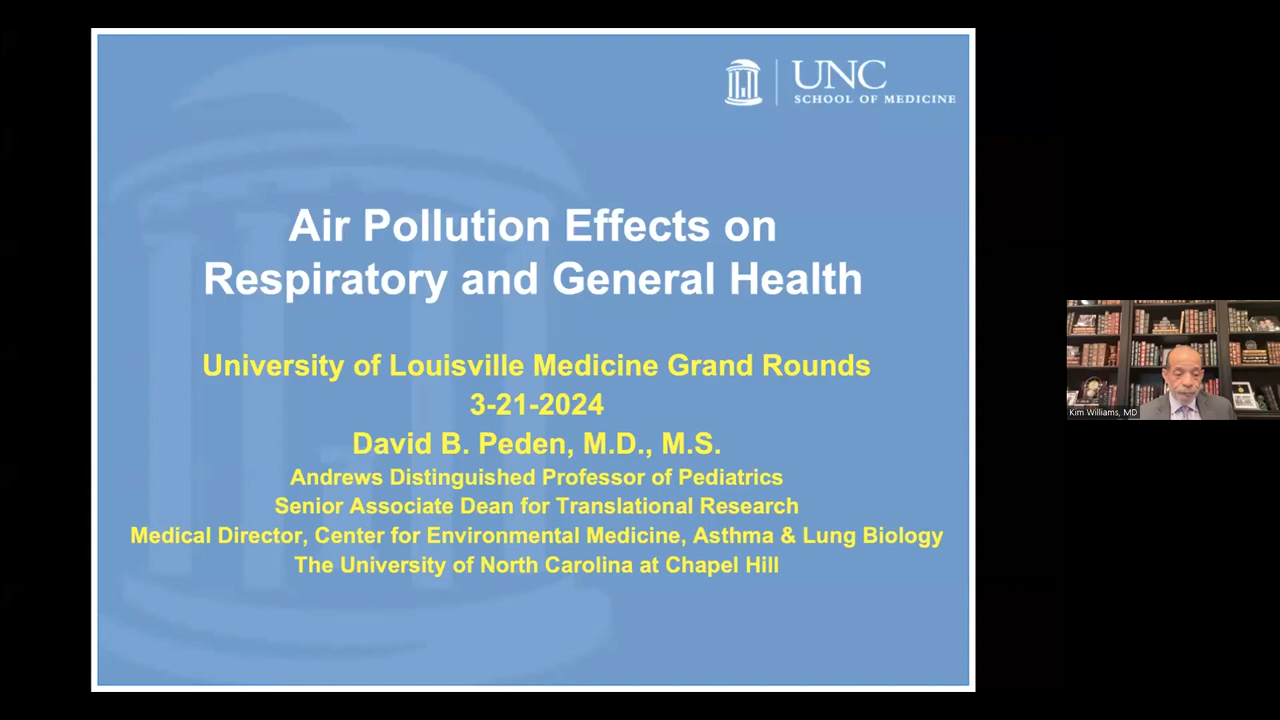 UNC
SCHOOL OF MEDICINE
Air Pollution Effects on
Respiratory and General Health
University of Louisville Medicine Grand Rounds
3-21-2024
David B. Peden, M.D., M.S.
Andrews Distinguished Professor of Pediatrics
Senior Associate Dean for Translational Research
Medical Director, Center for Environmental Medicine, Asthma & Lung Biology
The University of North Carolina at Chapel Hill
Kim Williams, MD